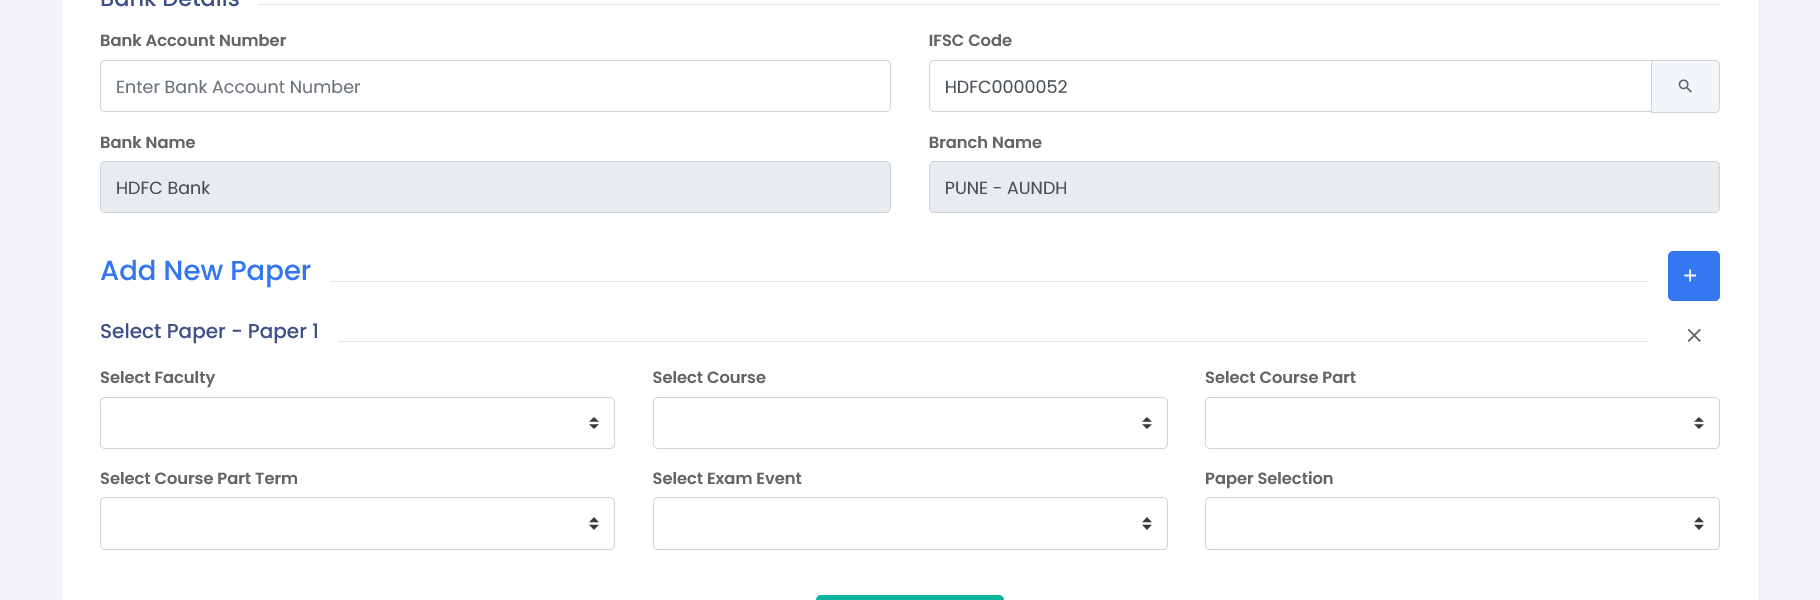 Bank Details
Bank Account Number
IFSC Code
Enter Bank Account Number
HDFC0000052
Bank Name
Branch Name
HDFC Bank
PUNE - AUNDH
Add New Paper
+
Select Paper - Paper 1
Select Faculty
Select Course
Select Course Part
Select Course Part Term
Select Exam Event
Paper Selection